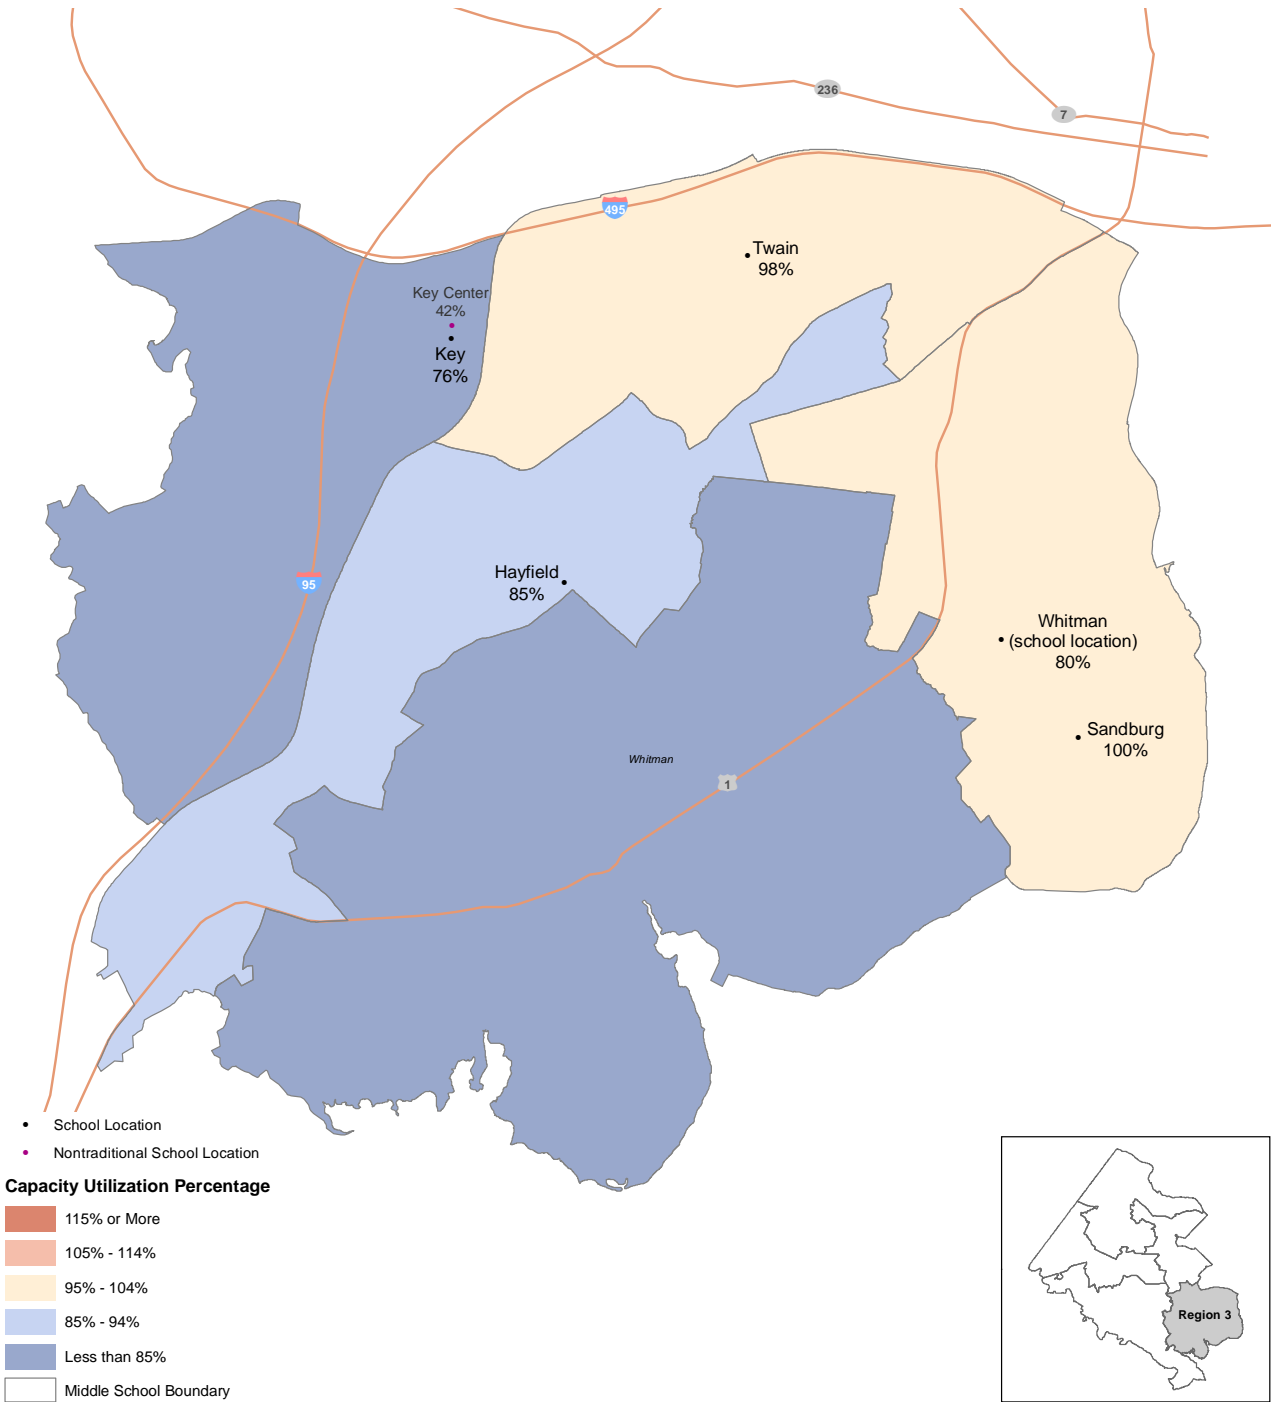 236
7
495
Twain
98%
Key Center
42%
Key
76%
Hayfield
85%
95
Whitman
(school location)
80%
Sandburg
100%
Whitman
1
School Location
Nontraditional School Location
Capacity Utilization Percentage
115% or More
105% - 114%
95% - 104%
85% - 94%
Less than 85%
Middle School Boundary
Region 3